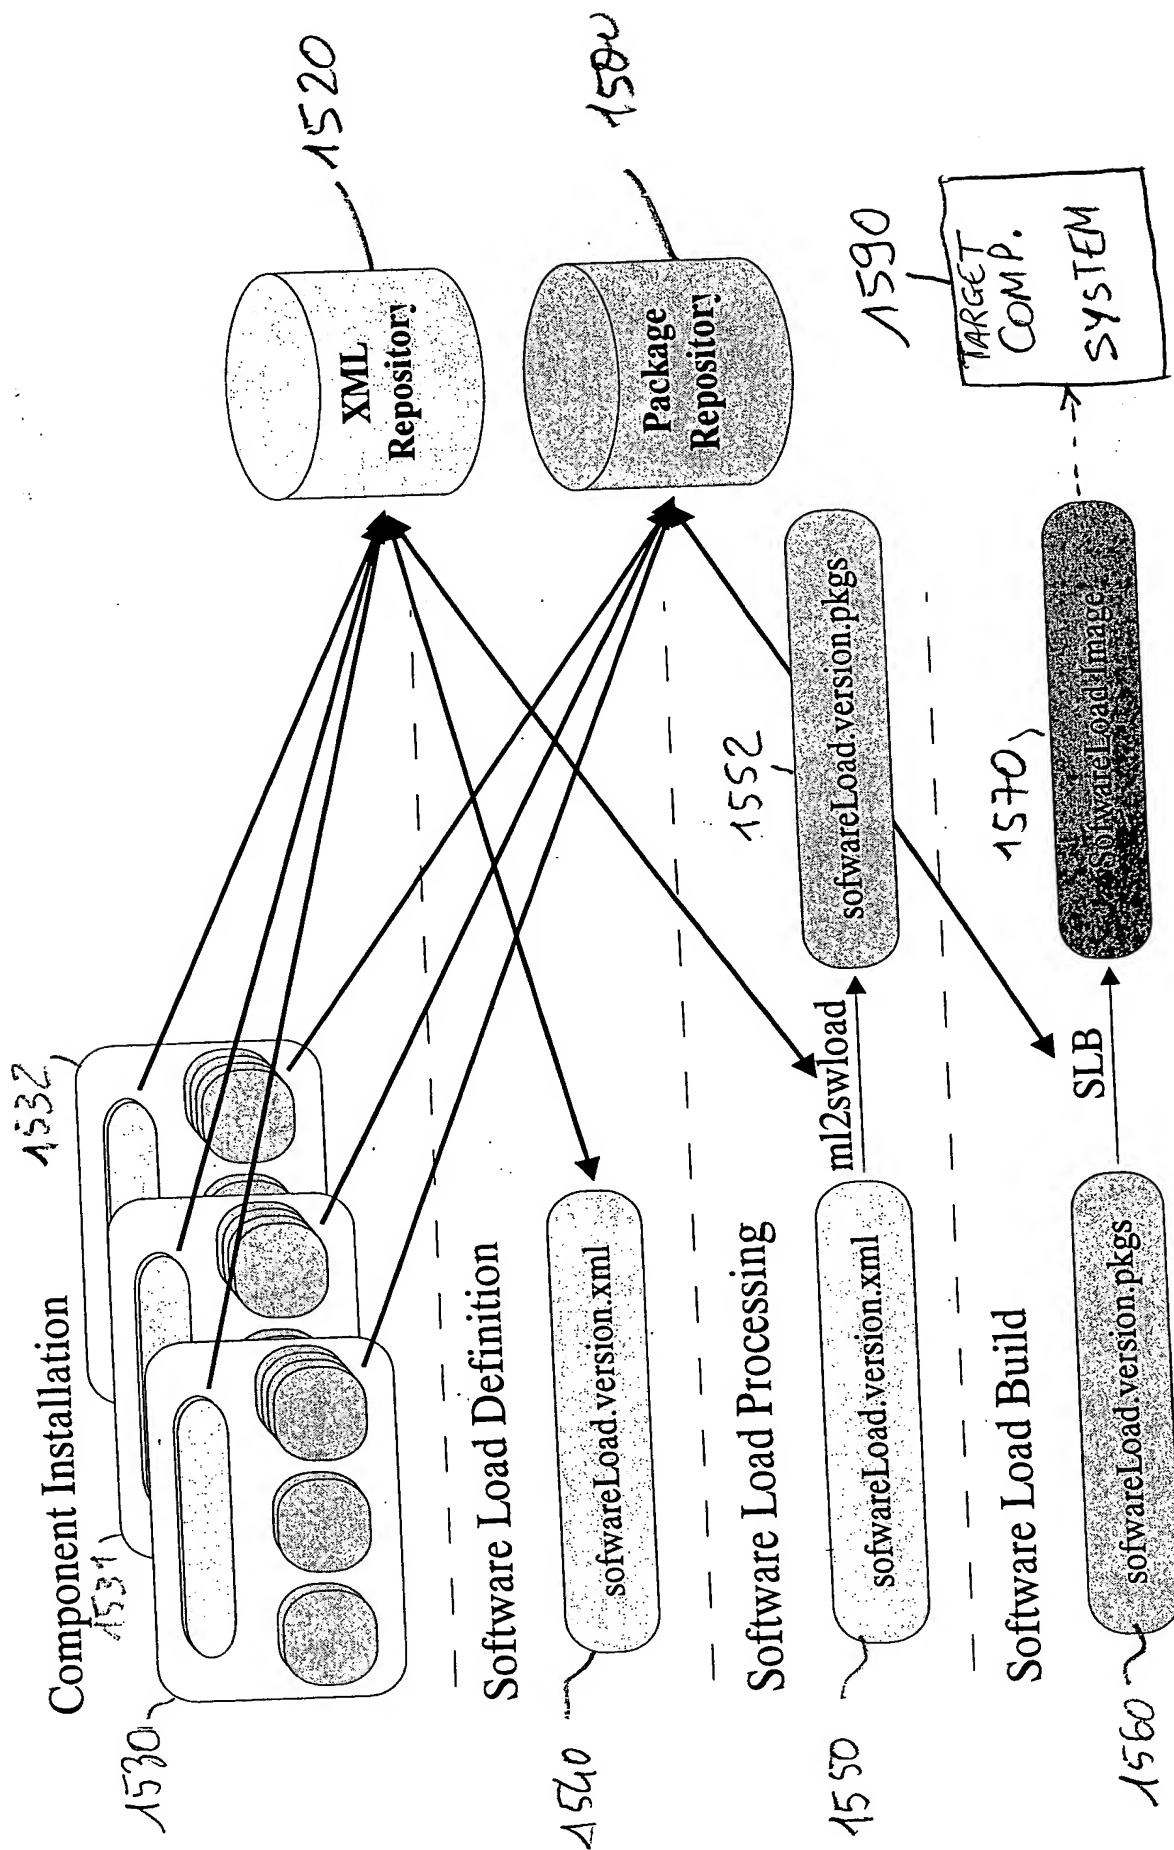 Component Installation
1530
1531
1532
1520
XML
Repository
1580
Package
Repository
Software Load Definition
1540
sofwareLoad.version.xml
Software Load Processing
1550
sofwareLoad.version.xml
ml2swload
1552
sofwareLoad.version.pkgs
Software Load Build
1560
sofwareLoad.version.pkgs
SLB
1570
SoftwareLoad.Image
1590
TARGET
COMP.
SYSTEM